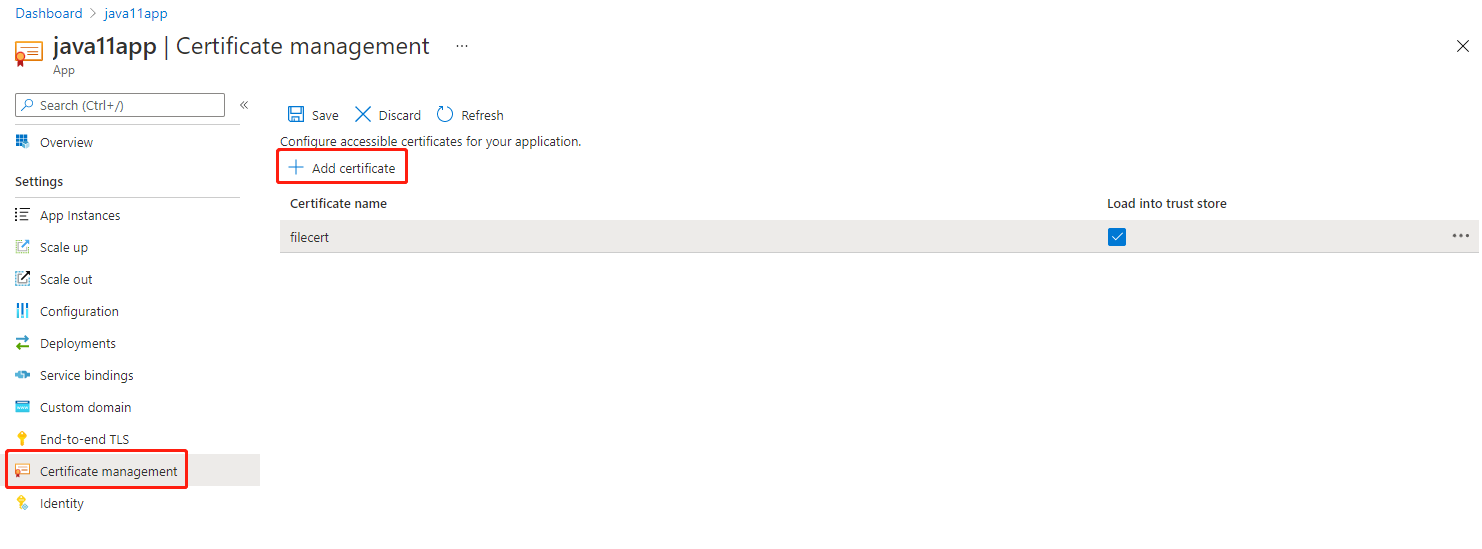 Dashboard > java11app
java11app | Certificate management ...
App
Search (Ctrl+/) «
Overview
Settings
App Instances
Scale up
Scale out
Configuration
Deployments
Service bindings
Custom domain
End-to-end TLS
Certificate management
Identity
Save Discard Refresh
Configure accessible certificates for your application.
Add certificate
Certificate name Load into trust store
filecert